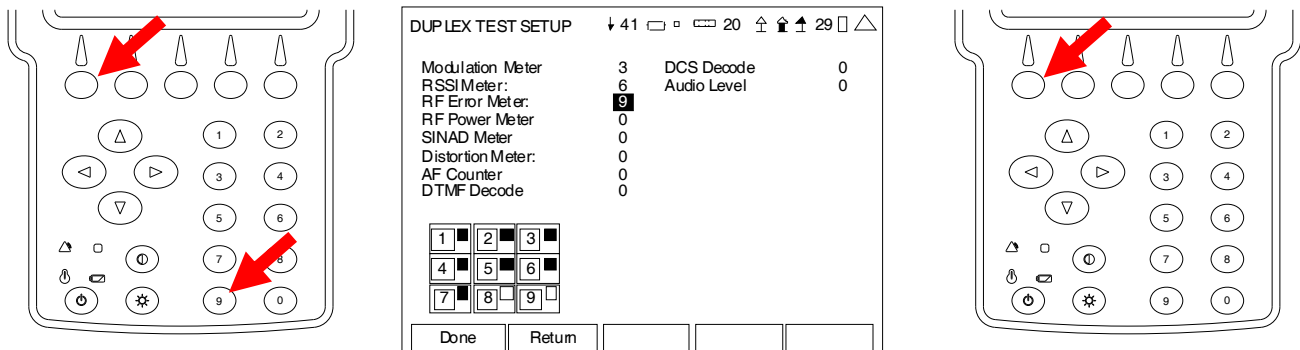 1 2
3 4
5 6
7 8
9 0
DUPLEX TEST SETUP 41 20 29
Modulation Meter 3 DCS Decode 0
RSSI Meter: 6 Audio Level 0
RF Error Meter: 9
RF Power Meter 0
SINAD Meter 0
Distortion Meter: 0
AF Counter 0
DTMF Decode 0
1 2 3
4 5 6
7 8 9
Done Return
1 2
3 4
5 6
7 8
9 0